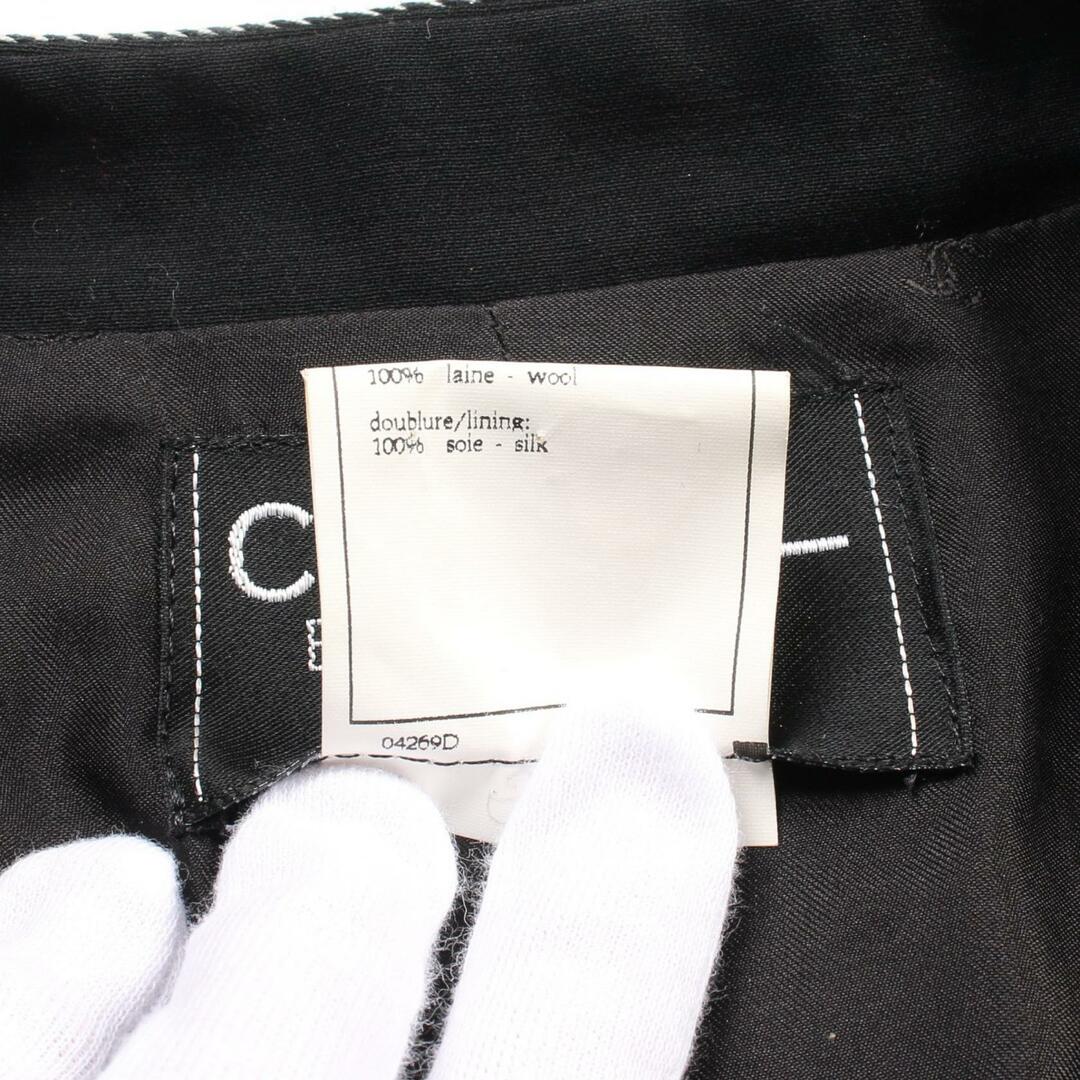 100% laine - wool
doublure/lining:
100% soie - silk
C
04269D